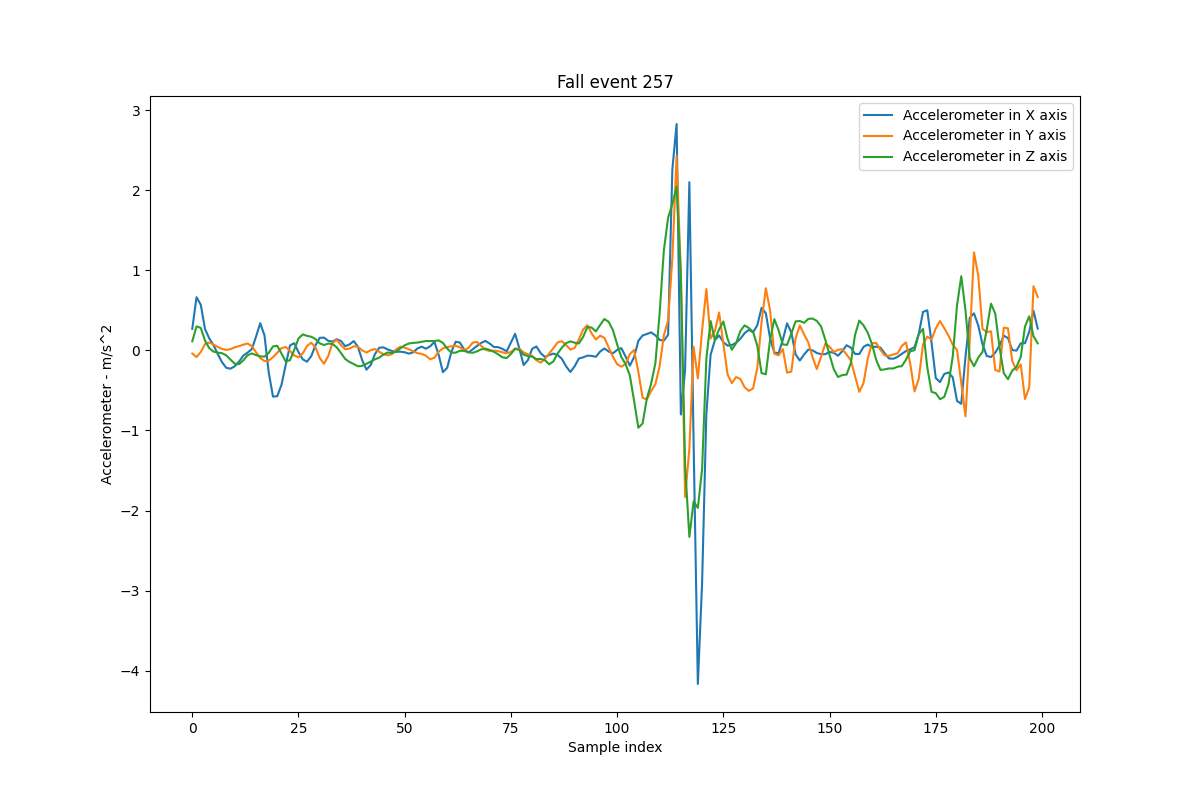 Fall event 257
Accelerometer in X axis
Accelerometer in Y axis
Accelerometer in Z axis
3
2
1
0
−1
−2
−3
−4
Accelerometer - m/s^2
0 25 50 75 100 125 150 175 200
Sample index